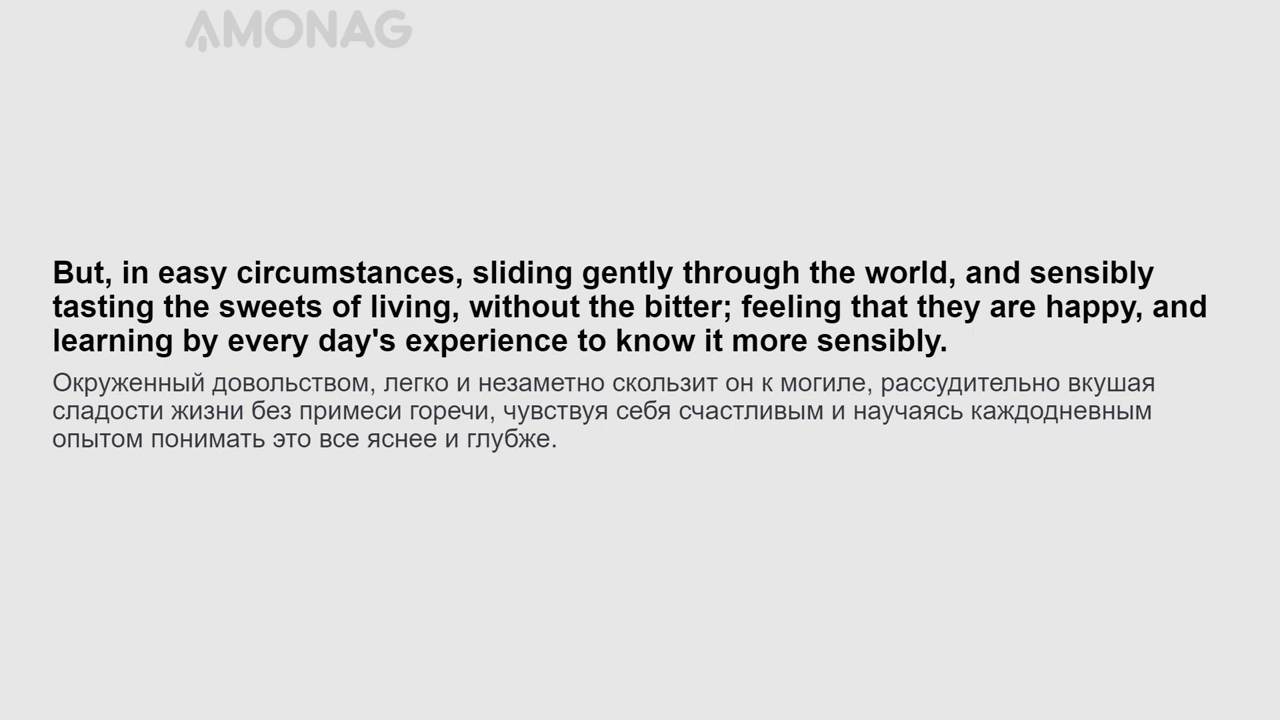 AMONAG
But, in easy circumstances, sliding gently through the world, and sensibly
tasting the sweets of living, without the bitter; feeling that they are happy, and
learning by every day's experience to know it more sensibly.
Окруженный довольством, легко и незаметно скользит он к могиле, рассудительно вкушая
сладости жизни без примеси горечи, чувствуя себя счастливым и научаясь каждодневным
опытом понимать это все яснее и глубже.